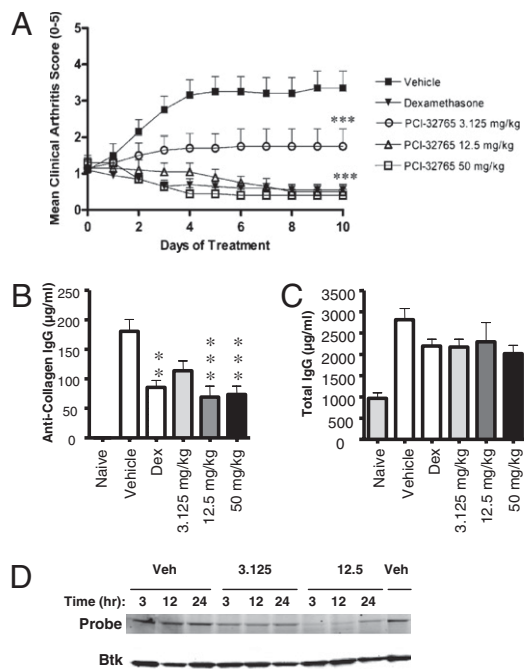 A
Mean Clinical Arthritis Score (0-5)
5
4
3
2
1
0
0 2 4 6 8 10
Days of Treatment
***
***
Vehicle
Dexamethasone
PCI-32765 3.125 mg/kg
PCI-32765 12.5 mg/kg
PCI-32765 50 mg/kg
B
Anti-Collagen IgG (µg/ml)
250
200
150
100
50
0
** *** ***
Naive
Vehicle
Dex
3.125 mg/kg
12.5 mg/kg
50 mg/kg
C
Total IgG (µg/ml)
3500
3000
2500
2000
1500
1000
500
0
Naive
Vehicle
Dex
3.125 mg/kg
12.5 mg/kg
50 mg/kg
D
Veh 3.125 12.5 Veh
Time (hr): 3 12 24 3 12 24 3 12 24
Probe
Btk